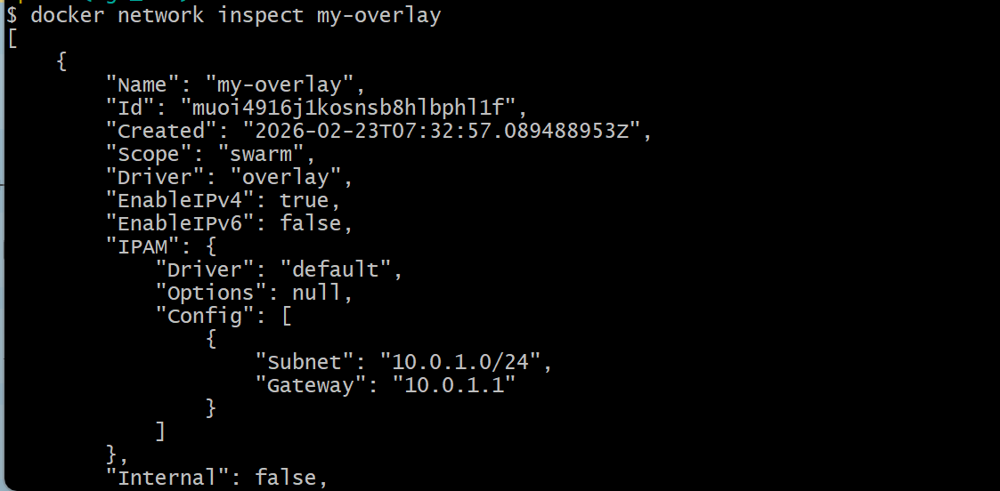 $ docker network inspect my-overlay
[
    {
        "Name": "my-overlay",
        "Id": "muoi4916j1kosnsb8hlbphl1f",
        "Created": "2026-02-23T07:32:57.089488953Z",
        "Scope": "swarm",
        "Driver": "overlay",
        "EnableIPv4": true,
        "EnableIPv6": false,
        "IPAM": {
            "Driver": "default",
            "Options": null,
            "Config": [
                {
                    "Subnet": "10.0.1.0/24",
                    "Gateway": "10.0.1.1"
                }
            ]
        },
        "Internal": false,